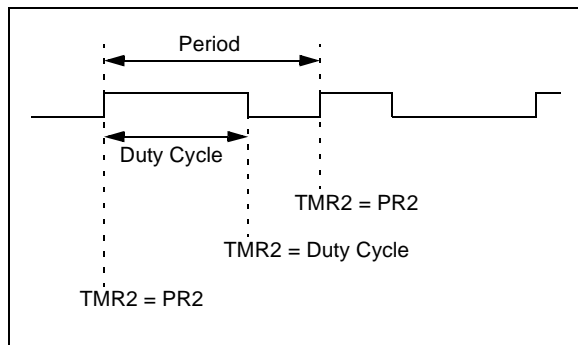 Period
Duty Cycle
TMR2 = PR2
TMR2 = Duty Cycle
TMR2 = PR2